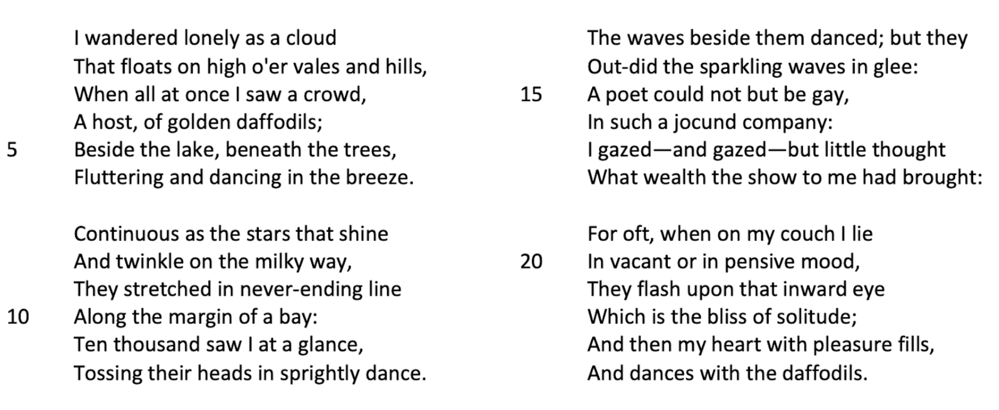 I wandered lonely as a cloud
That floats on high o'er vales and hills,
When all at once I saw a crowd,
A host, of golden daffodils;
5 Beside the lake, beneath the trees,
Fluttering and dancing in the breeze.

Continuous as the stars that shine
And twinkle on the milky way,
They stretched in never-ending line
10 Along the margin of a bay:
Ten thousand saw I at a glance,
Tossing their heads in sprightly dance.

The waves beside them danced; but they
Out-did the sparkling waves in glee:
15 A poet could not but be gay,
In such a jocund company:
I gazed—and gazed—but little thought
What wealth the show to me had brought:

For oft, when on my couch I lie
20 In vacant or in pensive mood,
They flash upon that inward eye
Which is the bliss of solitude;
And then my heart with pleasure fills,
And dances with the daffodils.